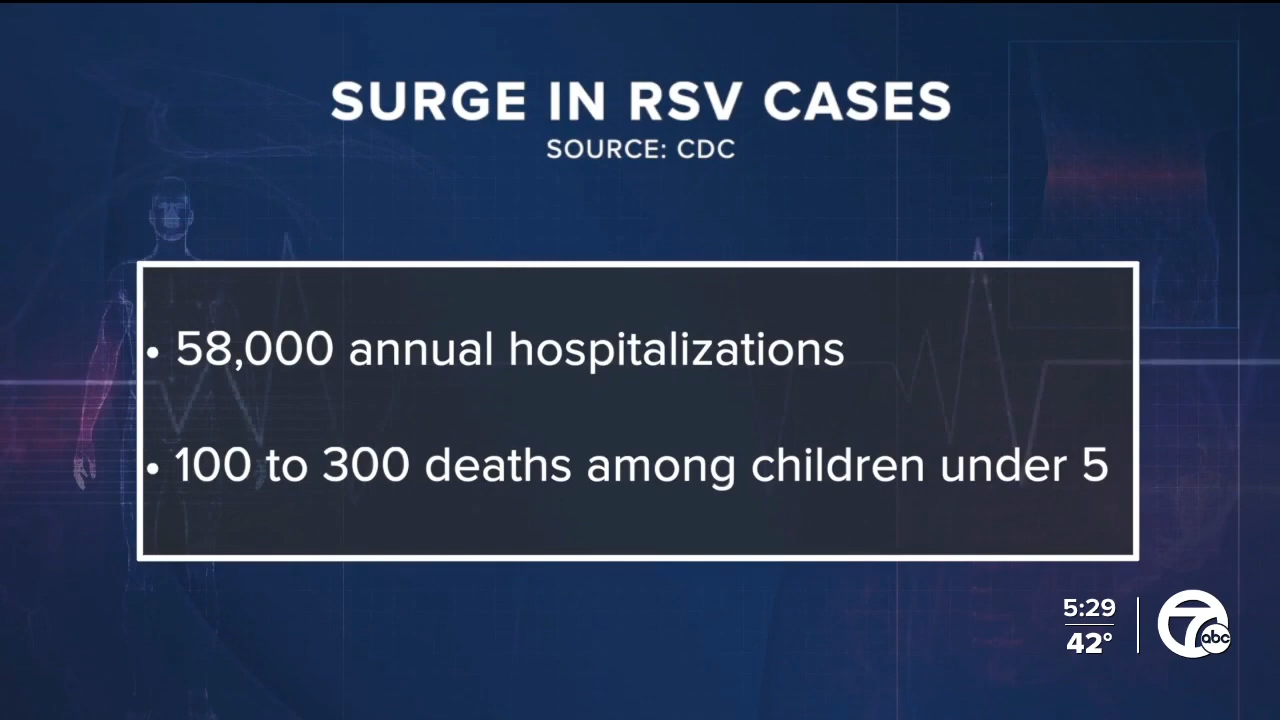 SURGE IN RSV CASES
SOURCE: CDC
• 58,000 annual hospitalizations
• 100 to 300 deaths among children under 5
5:29
42°
7 abc